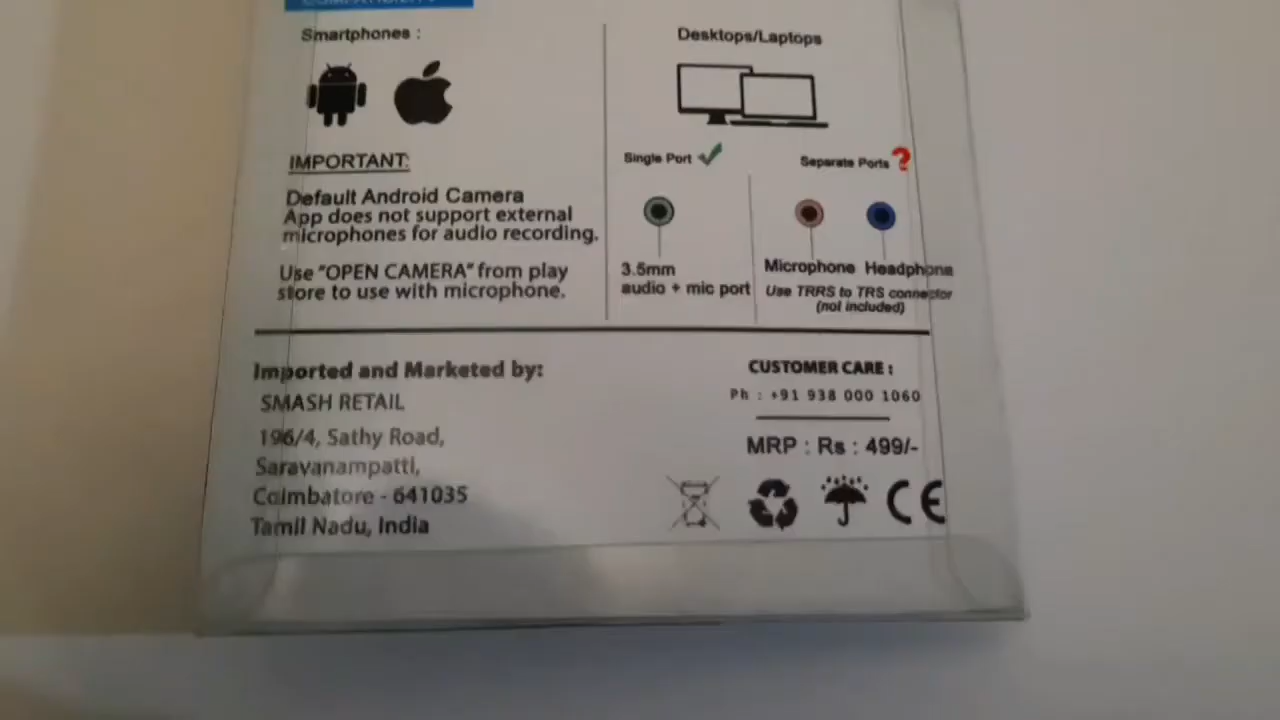 Smartphones :
IMPORTANT:
Default Android Camera
App does not support external
microphones for audio recording.
Use "OPEN CAMERA" from play
store to use with microphone.
Desktops/Laptops
Single Port
Separate Ports ?
3.5mm
audio + mic port
Microphone Headphone
Use TRRS to TRS connector
(not included)
Imported and Marketed by:
SMASH RETAIL
196/4, Sathy Road,
Saravanampatti,
Coimbatore - 641035
Tamil Nadu, India
CUSTOMER CARE :
Ph : +91 938 000 1060
MRP : Rs : 499/-
CE